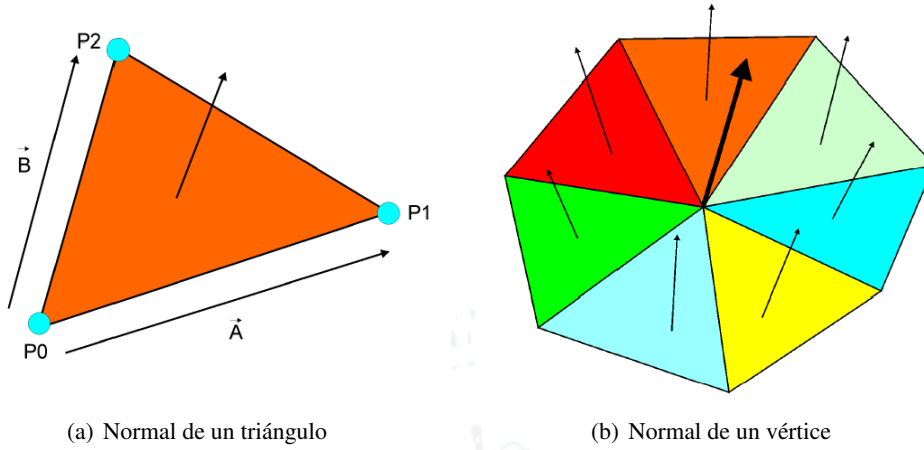 P2
B
P1
A
P0
(a) Normal de un triángulo
(b) Normal de un vértice